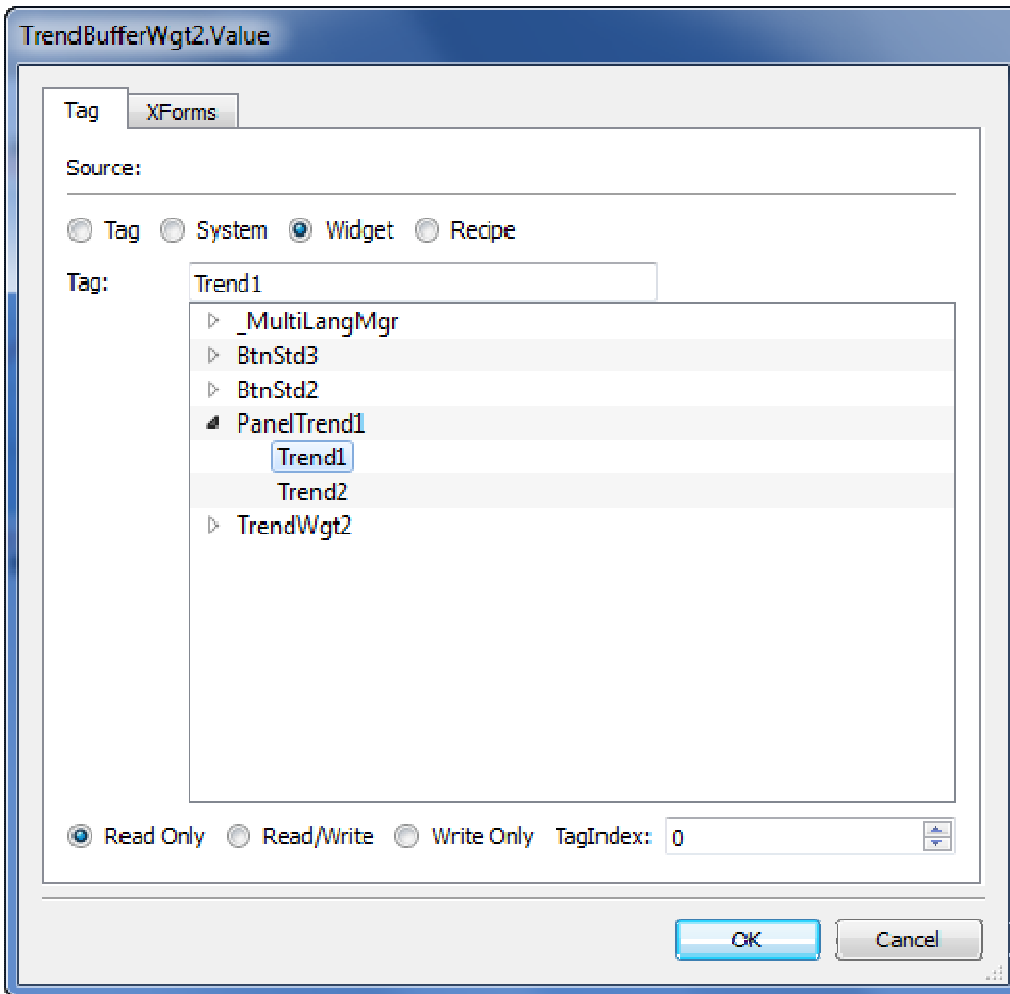 TrendBufferWgt2.Value
Tag XForms
Source:
Tag System Widget Recipe
Tag: Trend1
_MultiLangMgr
BtnStd3
BtnStd2
PanelTrend1
Trend1
Trend2
TrendWgt2
Read Only Read/Write Write Only TagIndex: 0
OK Cancel